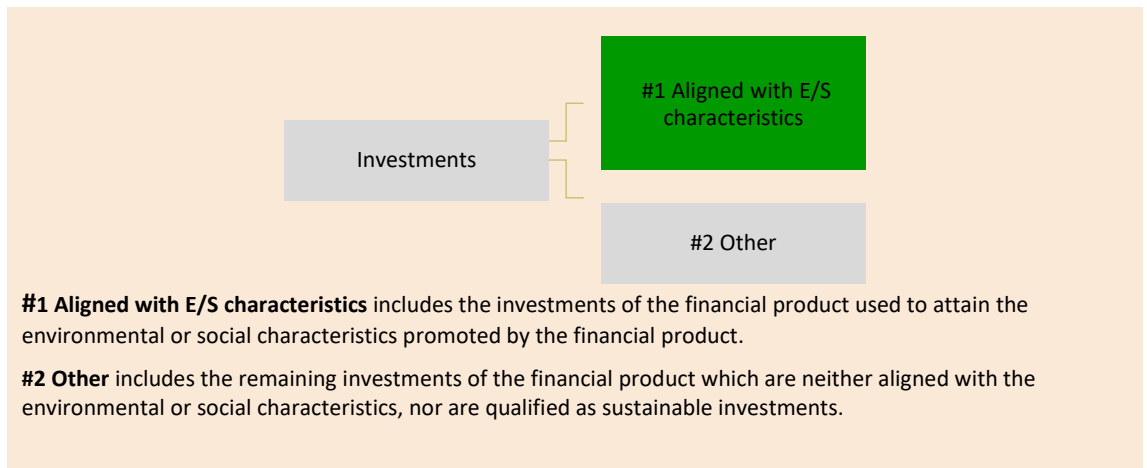 #1 Aligned with E/S
characteristics
Investments
#2 Other
#1 Aligned with E/S characteristics includes the investments of the financial product used to attain the
environmental or social characteristics promoted by the financial product.
#2 Other includes the remaining investments of the financial product which are neither aligned with the
environmental or social characteristics, nor are qualified as sustainable investments.